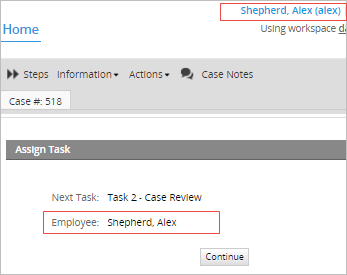 Shepherd, Alex (alex)
Home
Using workspace
Steps Information Actions Case Notes
Case #: 518
Assign Task
Next Task: Task 2 - Case Review
Employee: Shepherd, Alex
Continue